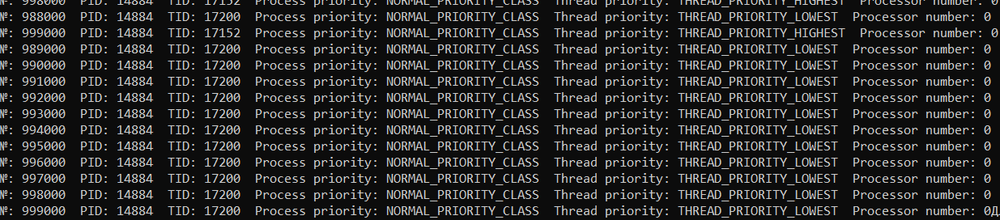 №: 998000  PID: 14884  TID: 17152  Process priority: NORMAL_PRIORITY_CLASS  Thread priority: THREAD_PRIORITY_HIGHEST  Processor number: 0
№: 988000  PID: 14884  TID: 17200  Process priority: NORMAL_PRIORITY_CLASS  Thread priority: THREAD_PRIORITY_LOWEST  Processor number: 0
№: 999000  PID: 14884  TID: 17152  Process priority: NORMAL_PRIORITY_CLASS  Thread priority: THREAD_PRIORITY_HIGHEST  Processor number: 0
№: 989000  PID: 14884  TID: 17200  Process priority: NORMAL_PRIORITY_CLASS  Thread priority: THREAD_PRIORITY_LOWEST  Processor number: 0
№: 990000  PID: 14884  TID: 17200  Process priority: NORMAL_PRIORITY_CLASS  Thread priority: THREAD_PRIORITY_LOWEST  Processor number: 0
№: 991000  PID: 14884  TID: 17200  Process priority: NORMAL_PRIORITY_CLASS  Thread priority: THREAD_PRIORITY_LOWEST  Processor number: 0
№: 992000  PID: 14884  TID: 17200  Process priority: NORMAL_PRIORITY_CLASS  Thread priority: THREAD_PRIORITY_LOWEST  Processor number: 0
№: 993000  PID: 14884  TID: 17200  Process priority: NORMAL_PRIORITY_CLASS  Thread priority: THREAD_PRIORITY_LOWEST  Processor number: 0
№: 994000  PID: 14884  TID: 17200  Process priority: NORMAL_PRIORITY_CLASS  Thread priority: THREAD_PRIORITY_LOWEST  Processor number: 0
№: 995000  PID: 14884  TID: 17200  Process priority: NORMAL_PRIORITY_CLASS  Thread priority: THREAD_PRIORITY_LOWEST  Processor number: 0
№: 996000  PID: 14884  TID: 17200  Process priority: NORMAL_PRIORITY_CLASS  Thread priority: THREAD_PRIORITY_LOWEST  Processor number: 0
№: 997000  PID: 14884  TID: 17200  Process priority: NORMAL_PRIORITY_CLASS  Thread priority: THREAD_PRIORITY_LOWEST  Processor number: 0
№: 998000  PID: 14884  TID: 17200  Process priority: NORMAL_PRIORITY_CLASS  Thread priority: THREAD_PRIORITY_LOWEST  Processor number: 0
№: 999000  PID: 14884  TID: 17200  Process priority: NORMAL_PRIORITY_CLASS  Thread priority: THREAD_PRIORITY_LOWEST  Processor number: 0Д